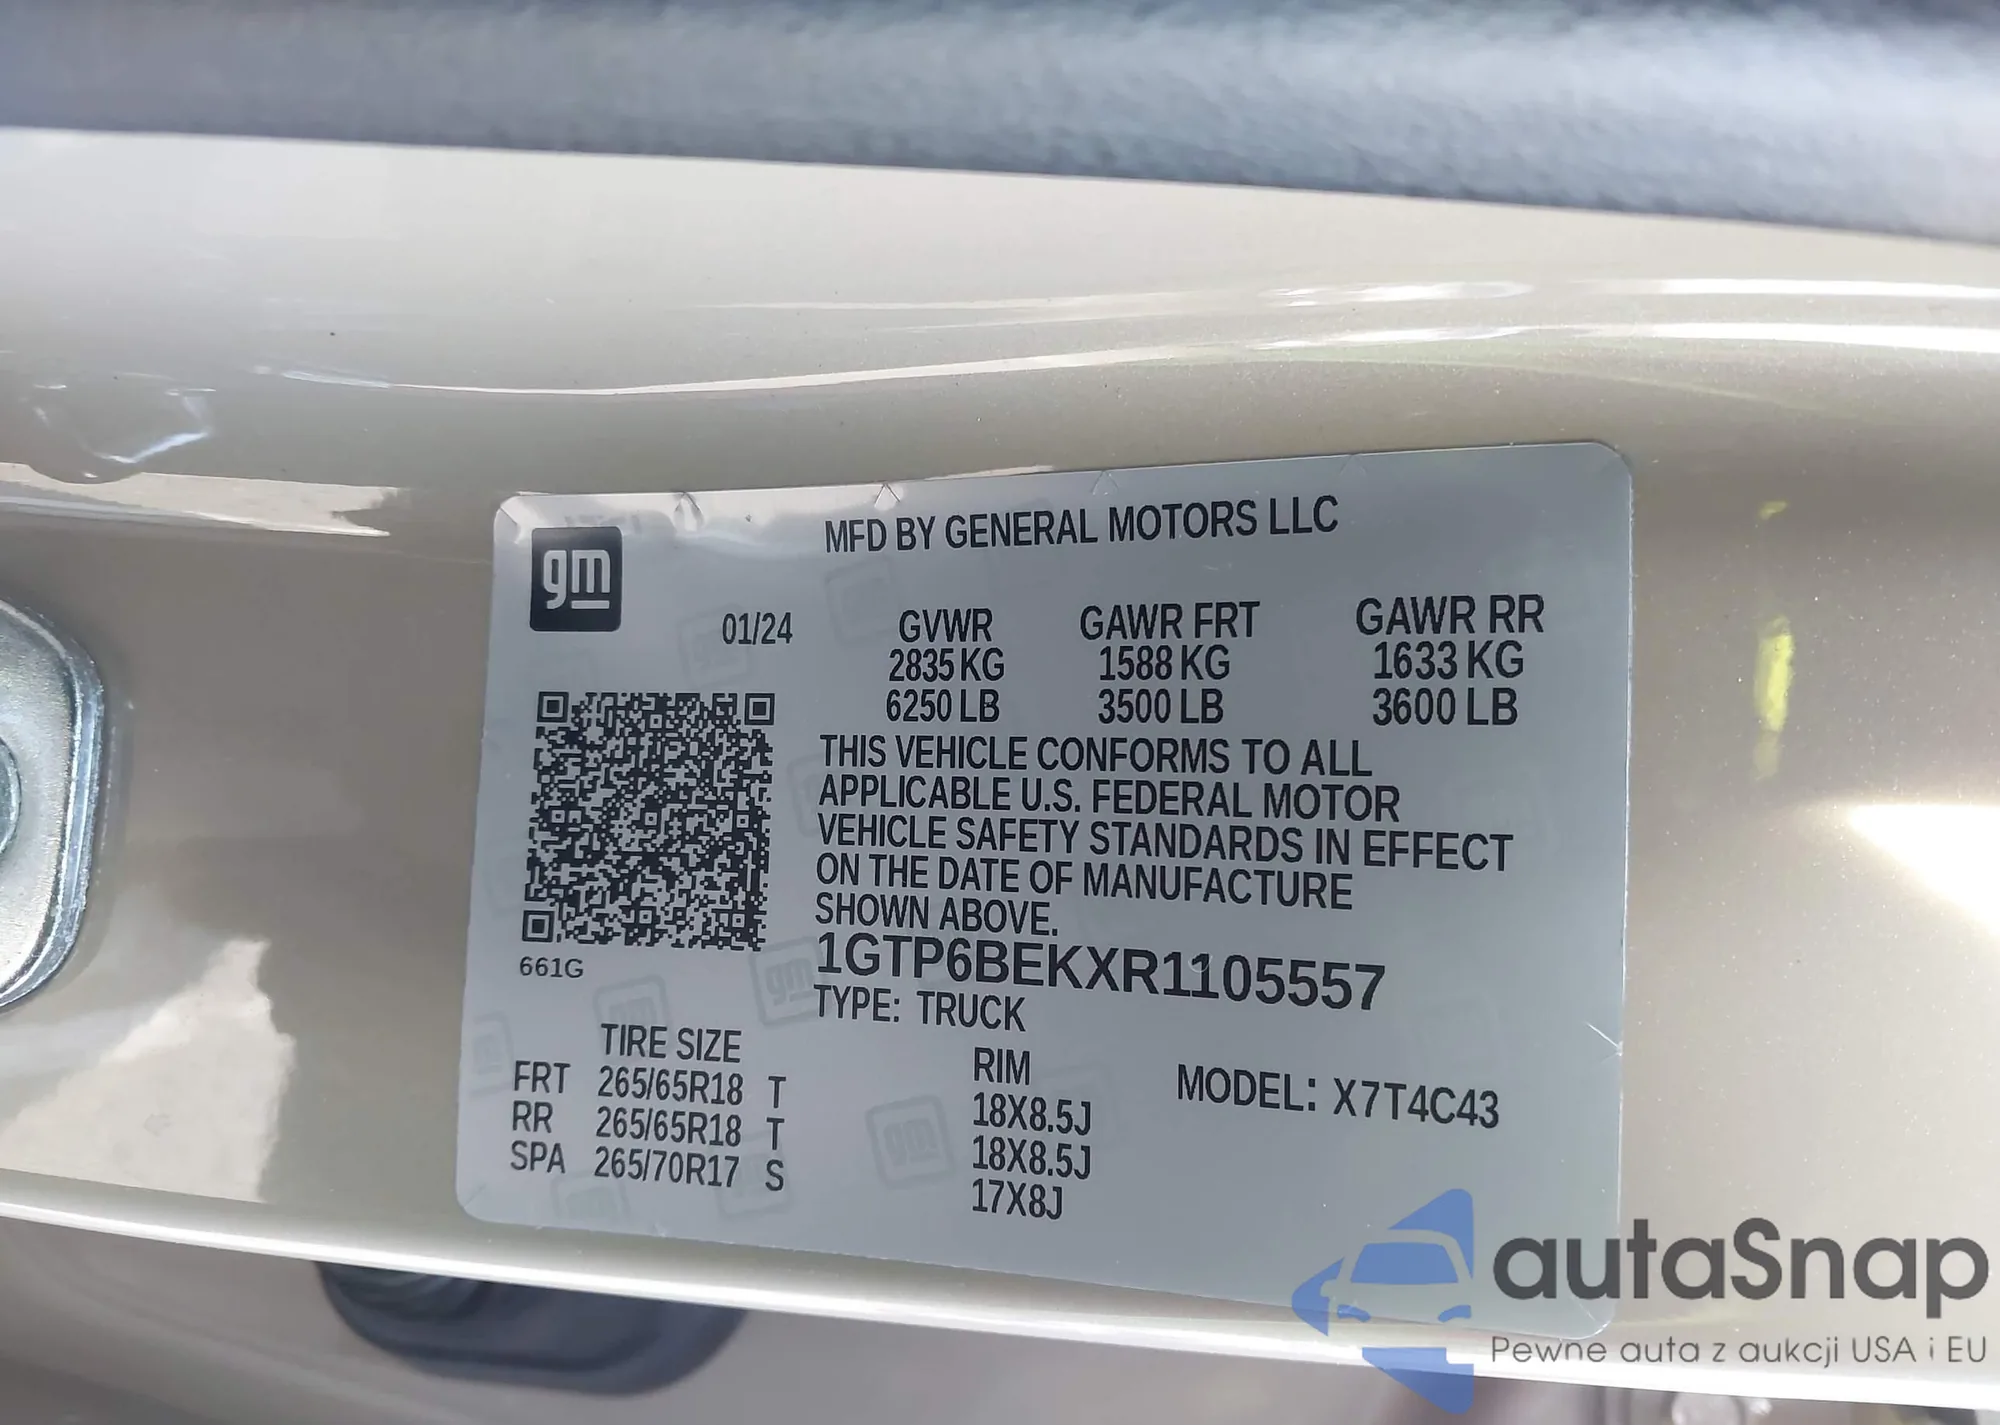 gm
MFD BY GENERAL MOTORS LLC
01/24 GVWR GAWR FRT GAWR RR
2835 KG 1588 KG 1633 KG
6250 LB 3500 LB 3600 LB
THIS VEHICLE CONFORMS TO ALL
APPLICABLE U.S. FEDERAL MOTOR
VEHICLE SAFETY STANDARDS IN EFFECT
ON THE DATE OF MANUFACTURE
SHOWN ABOVE.
661G
1GTP6BEKXR1105557
TYPE: TRUCK
TIRE SIZE RIM
FRT 265/65R18 T 18X8.5J
RR 265/65R18 T 18X8.5J
SPA 265/70R17 S 17X8J
MODEL: X7T4C43
autaSnap
Pewne auta z aukcji USA i EU